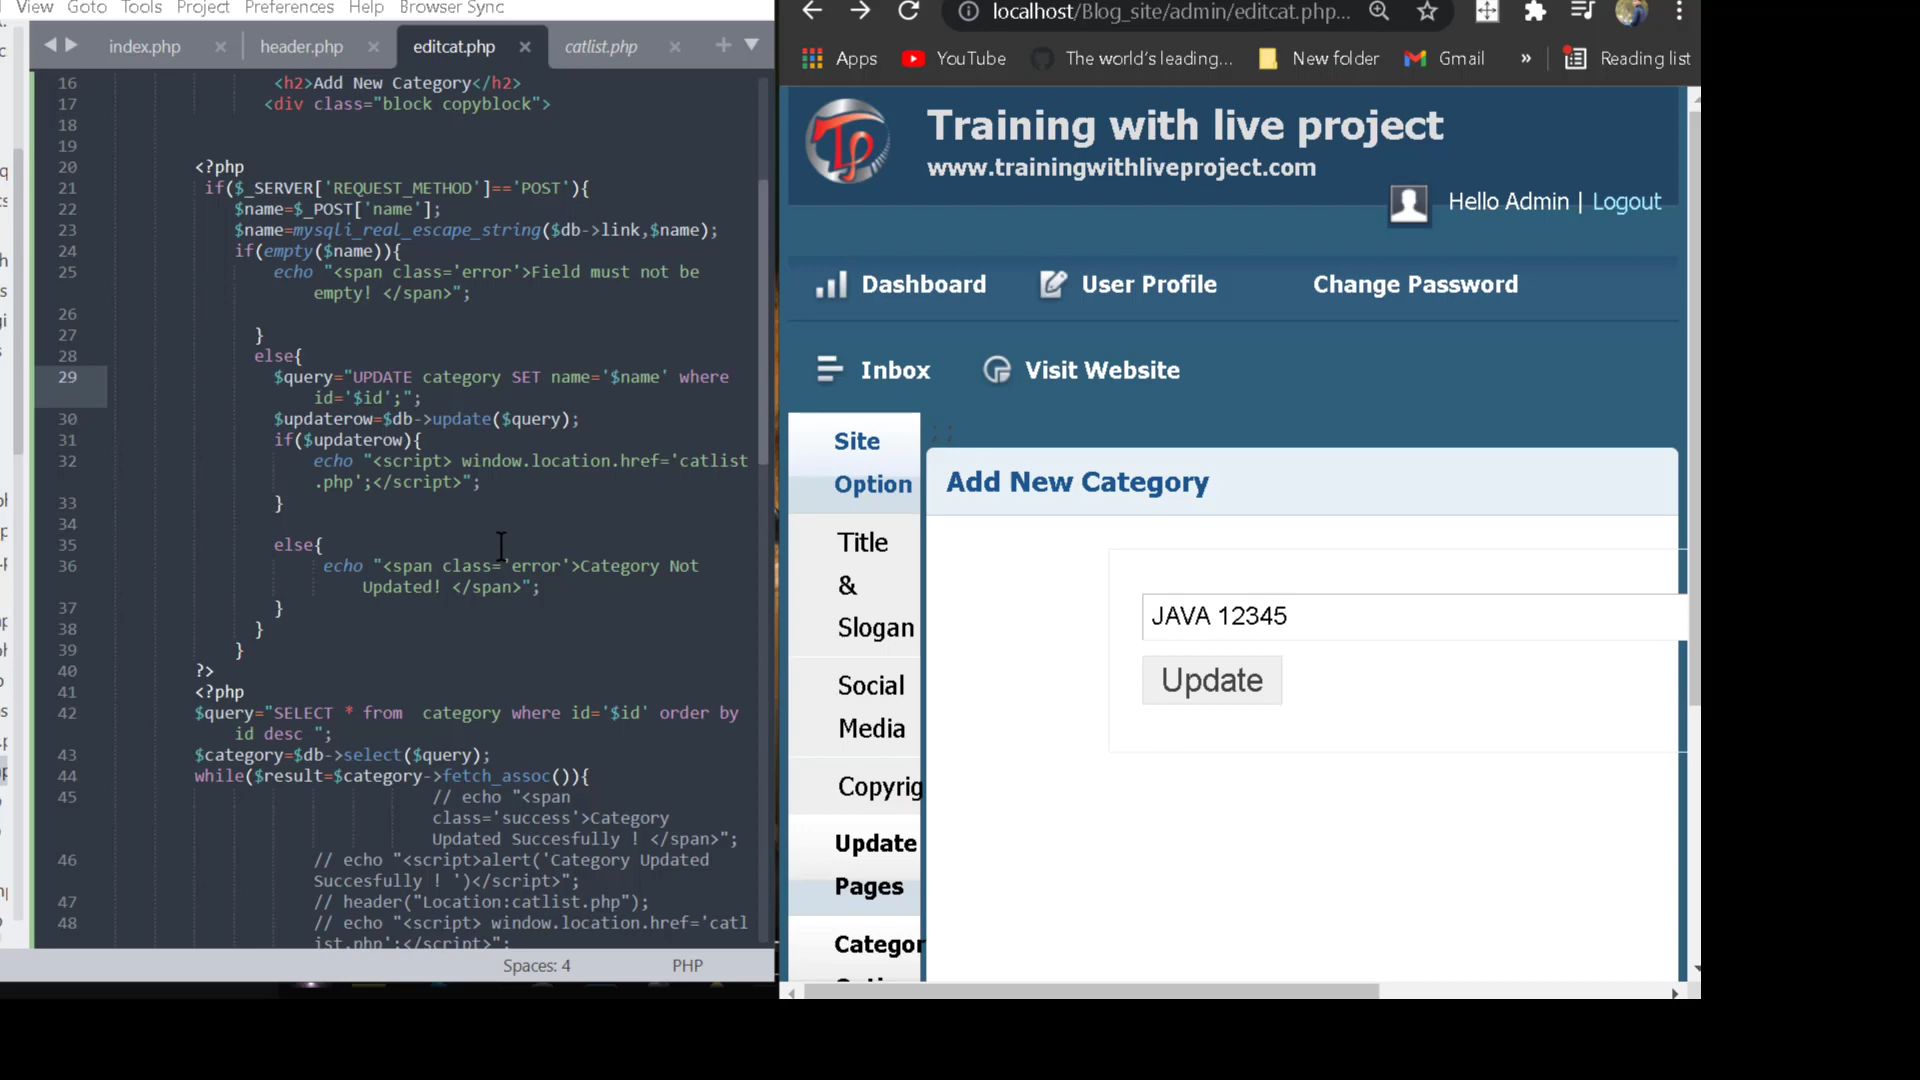 View Goto Tools Project Preferences Help Browser Sync
index.php
header.php
editcat.php
catlist.php
16 <h2>Add New Category</h2>
17 <div class="block copyblock">
18
19
20 <?php
21 if($_SERVER['REQUEST_METHOD']=='POST'){
22 $name=$_POST['name'];
23 $name=mysqli_real_escape_string($db->link,$name);
24 if(empty($name)){
25 echo "<span class='error'>Field must not be
empty! </span>";
26
27 }
28 else{
29 $query="UPDATE category SET name='$name' where
id='$id';";
30 $updaterow=$db->update($query);
31 if($updaterow){
32 echo "<script> window.location.href='catlist
.php';</script>";
33 }
34
35 else{
36 echo "<span class='error'>Category Not
Updated! </span>";
37 }
38 }
39 }
40 ?>
41 <?php
42 $query="SELECT * from  category where id='$id' order by
id desc ";
43 $category=$db->select($query);
44 while($result=$category->fetch_assoc()){
45 // echo "<span
class='success'>Category
Updated Succesfully ! </span>";
46 // echo "<script>alert('Category Updated
Succesfully ! ')</script>";
47 // header("Location:catlist.php");
48 // echo "<script> window.location.href='catl
ist.php';</script>";
Spaces: 4 PHP
localhost/Blog_site/admin/editcat.php...
Apps YouTube The world's leading... New folder Gmail » Reading list
Training with live project
www.trainingwithliveproject.com
Hello Admin | Logout
Dashboard User Profile Change Password
Inbox Visit Website
Site
Option
Title
&
Slogan
Social
Media
Copyrig
Update
Pages
Categor
Add New Category
JAVA 12345
Update